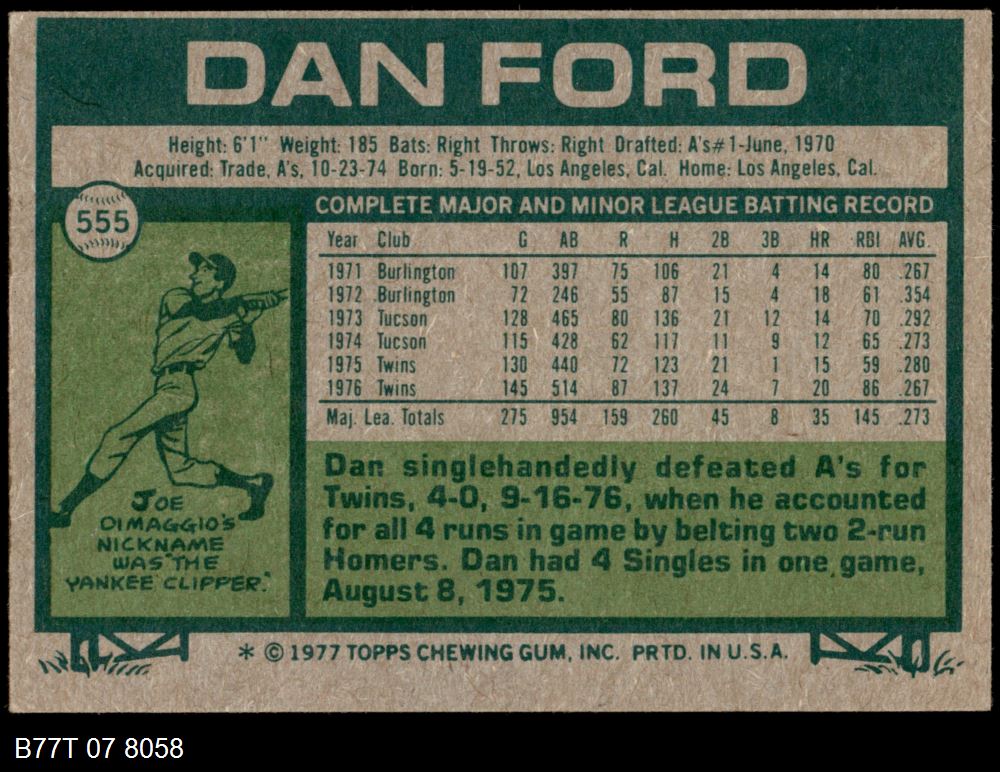 DAN FORD
Height: 6'1" Weight: 185 Bats: Right Throws: Right Drafted: A's#1-June, 1970
Acquired: Trade, A's, 10-23-74 Born: 5-19-52, Los Angeles, Cal. Home: Los Angeles, Cal.
555
COMPLETE MAJOR AND MINOR LEAGUE BATTING RECORD
Year Club G AB R H 2B 3B HR RBI AVG.
1971 Burlington 107 397 75 106 21 4 14 80 .267
1972 Burlington 72 246 55 87 15 4 18 61 .354
1973 Tucson 128 465 80 136 21 12 14 70 .292
1974 Tucson 115 428 62 117 11 9 12 65 .273
1975 Twins 130 440 72 123 21 1 15 59 .280
1976 Twins 145 514 87 137 24 7 20 86 .267
Maj. Lea. Totals 275 954 159 260 45 8 35 145 .273
JOE
DIMAGGIO'S
NICKNAME
WAS "THE
YANKEE CLIPPER."
Dan singlehandedly defeated A's for
Twins, 4-0, 9-16-76, when he accounted
for all 4 runs in game by belting two 2-run
Homers. Dan had 4 Singles in one game,
August 8, 1975.
* © 1977 TOPPS CHEWING GUM, INC. PRTD. IN U.S.A.
B77T 07 8058